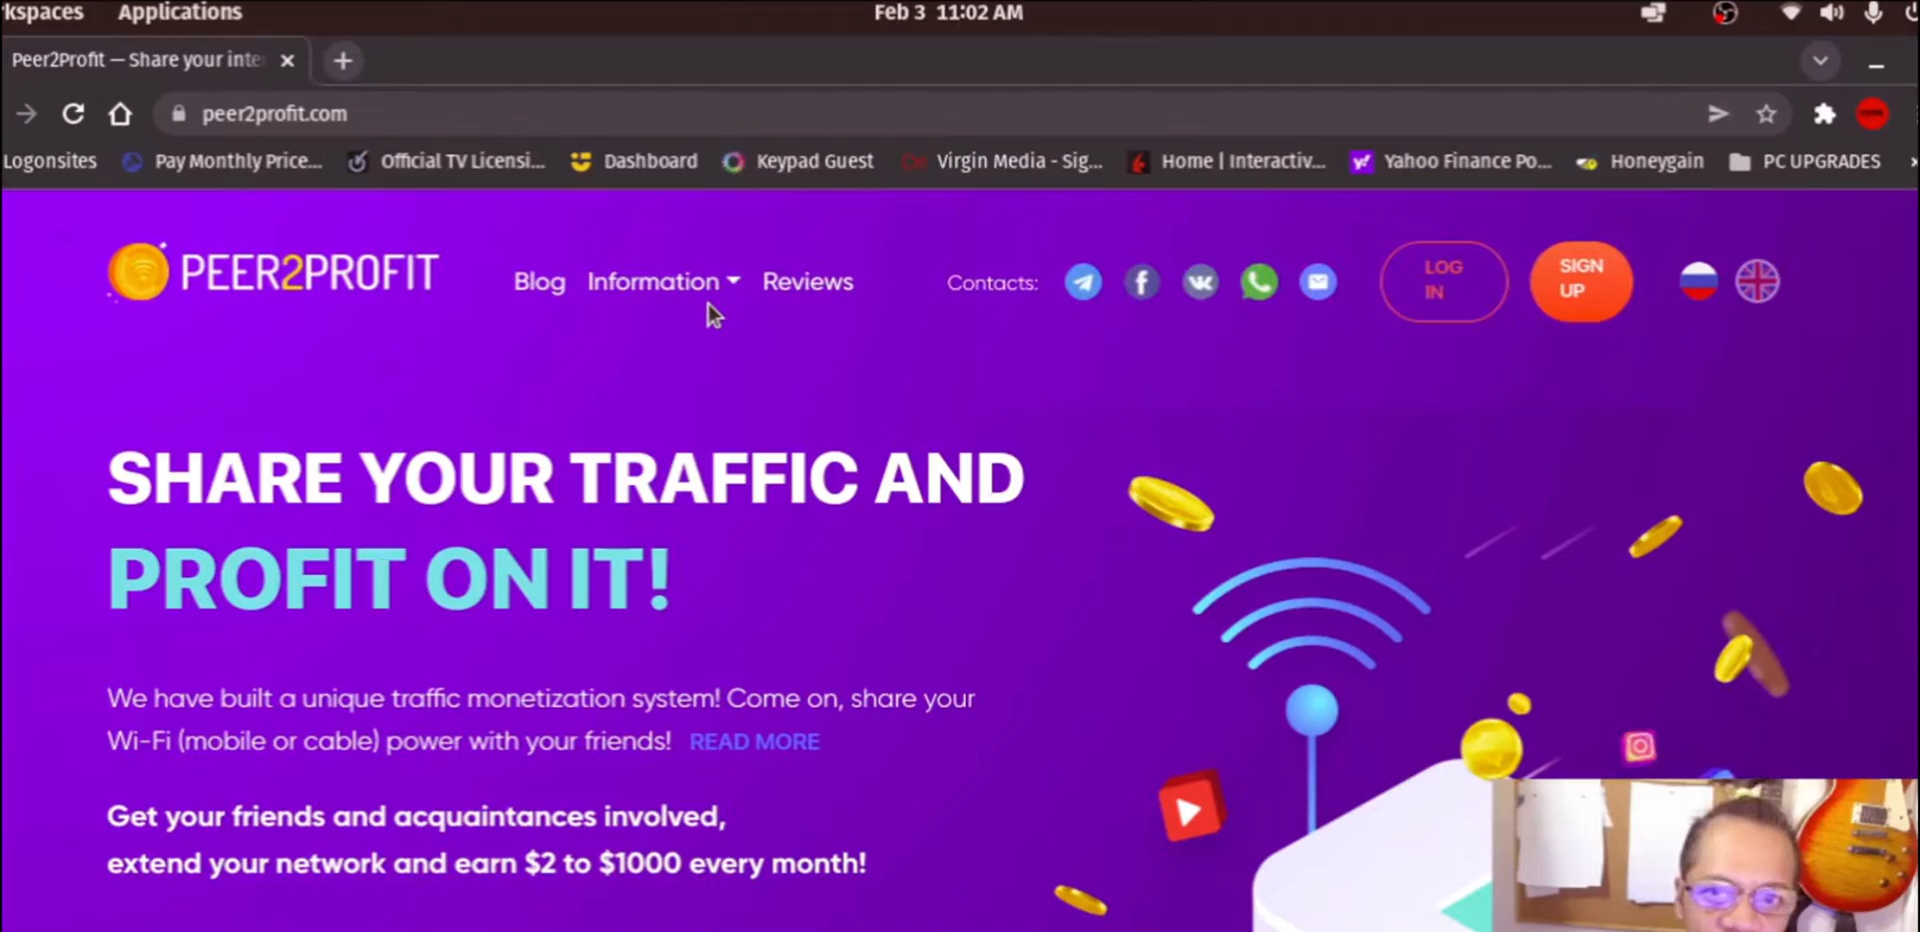 kspaces Applications Feb 3 11:02 AM
Peer2Profit — Share your inte
peer2profit.com
Logonsites Pay Monthly Price... Official TV Licensi... Dashboard Keypad Guest Virgin Media - Sig... Home | Interactiv... Yahoo Finance Po... Honeygain PC UPGRADES
PEER2PROFIT Blog Information Reviews Contacts: LOG IN SIGN UP
SHARE YOUR TRAFFIC AND
PROFIT ON IT!
We have built a unique traffic monetization system! Come on, share your
Wi-Fi (mobile or cable) power with your friends! READ MORE
Get your friends and acquaintances involved,
extend your network and earn $2 to $1000 every month!